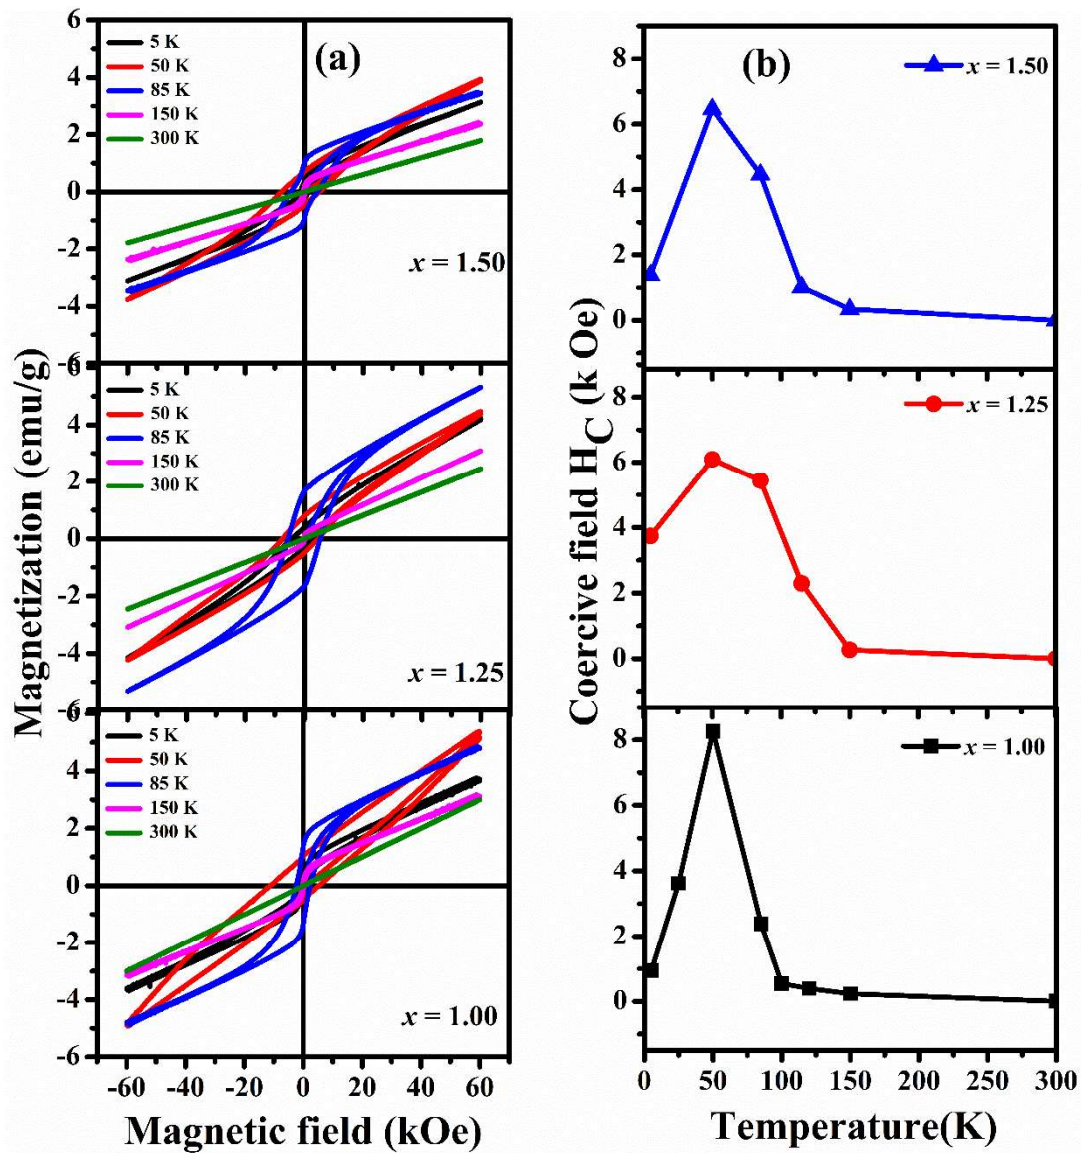 (a)
5 K
50 K
85 K
150 K
300 K
x = 1.50
6
4
2
0
-2
-4
-6
5 K
50 K
85 K
150 K
300 K
x = 1.25
6
4
2
0
-2
-4
-6
5 K
50 K
85 K
150 K
300 K
x = 1.00
4
2
0
-2
-4
-6
-60 -40 -20 0 20 40 60
Magnetization (emu/g)
Magnetic field (kOe)
(b)
x = 1.50
8
6
4
2
0
x = 1.25
8
6
4
2
0
x = 1.00
8
6
4
2
0
0 50 100 150 200 250 300
Coercive field HC (k Oe)
Temperature(K)